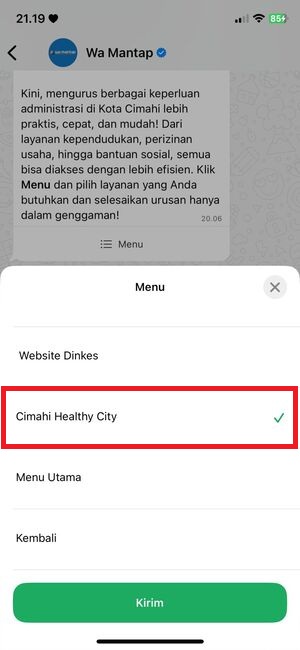 21.19
85
Wa Mantap
Kini, mengurus berbagai keperluan
administrasi di Kota Cimahi lebih
praktis, cepat, dan mudah! Dari
layanan kependudukan, perizinan
usaha, hingga bantuan sosial, semua
bisa diakses dengan lebih efisien. Klik
Menu dan pilih layanan yang Anda
butuhkan dan selesaikan urusan hanya
dalam genggaman!
20.06
Menu
Menu
Website Dinkes
Cimahi Healthy City
Menu Utama
Kembali
Kirim